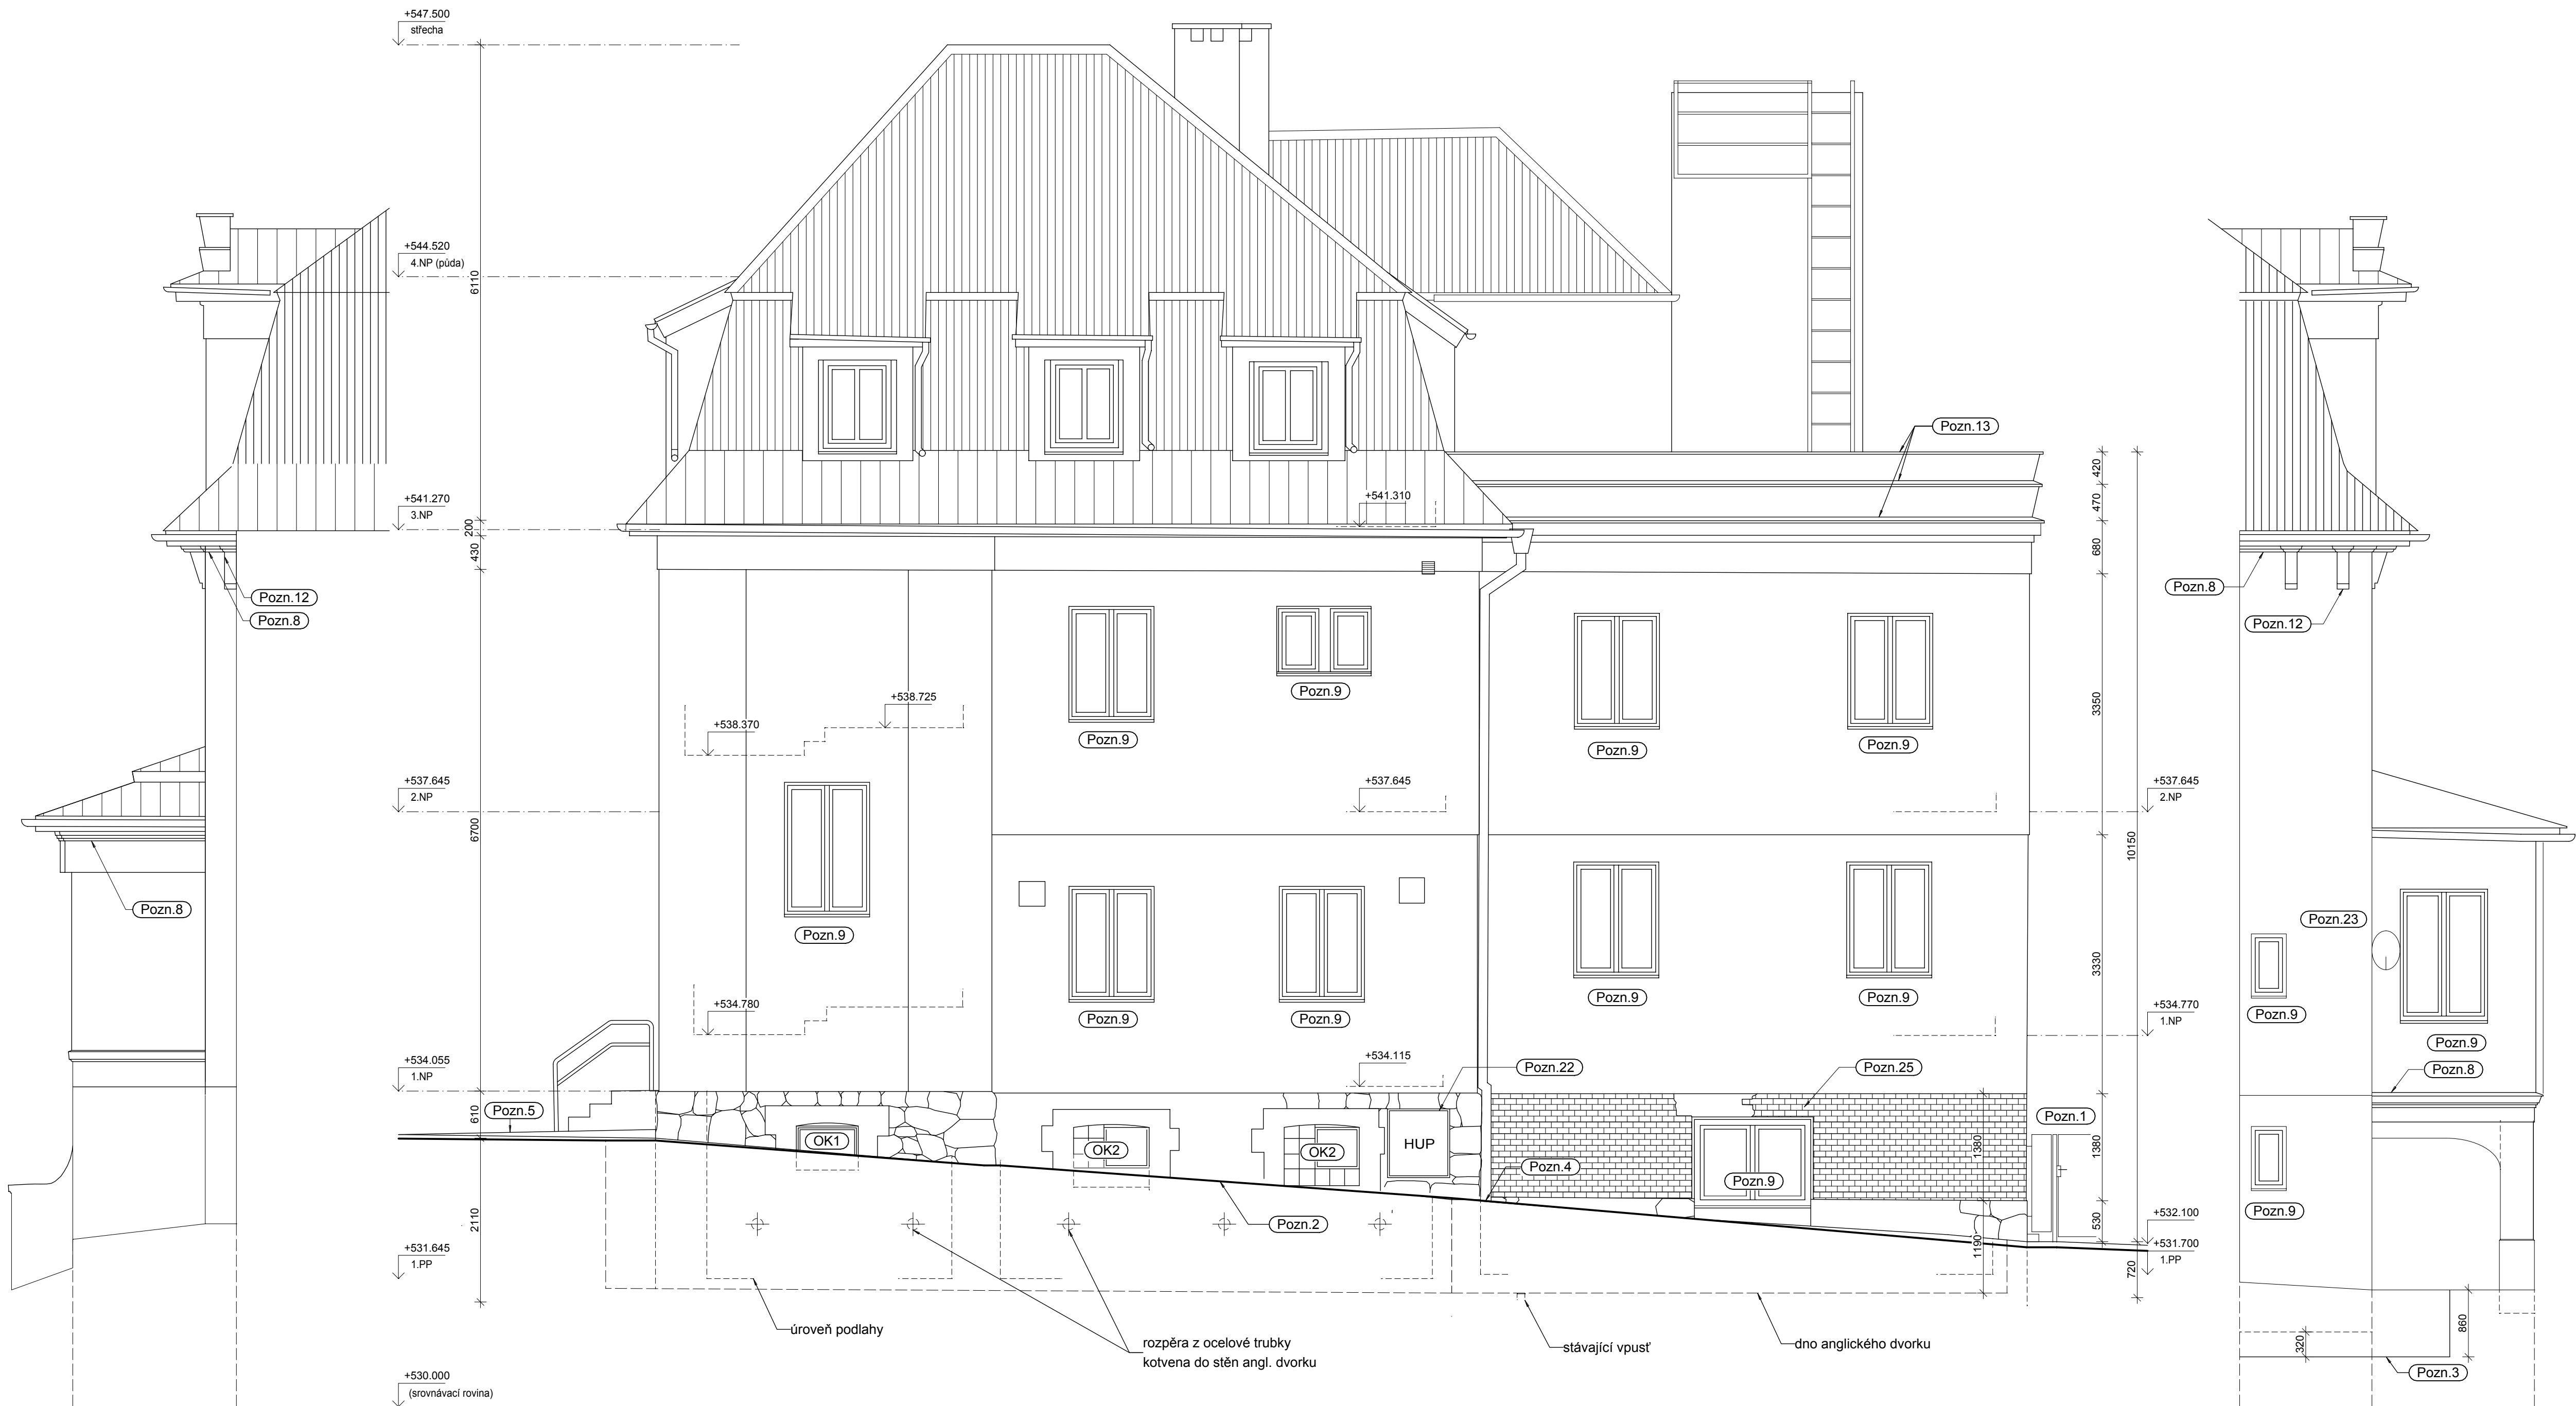 +547.500
střecha
+544.520
4.NP (půda)
6110
Pozn.13
420
+541.270
3.NP
+541.310
470
200
430
680
Pozn.12
Pozn.8
Pozn.8
Pozn.12
Pozn.9
+538.725
+538.370
Pozn.9
Pozn.9
Pozn.9
3350
+537.645
2.NP
+537.645
+537.645
2.NP
6700
10150
Pozn.8
Pozn.9
Pozn.23
3330
Pozn.9
Pozn.9
Pozn.9
Pozn.9
Pozn.9
Pozn.9
+534.780
+534.770
1.NP
+534.055
1.NP
+534.115
Pozn.22
Pozn.25
Pozn.8
610
Pozn.5
Pozn.1
OK1
OK2
OK2
HUP
1380
1380
Pozn.4
Pozn.9
Pozn.9
2110
Pozn.2
530
+532.100
+531.645
1.PP
1190
+531.700
1.PP
720
úroveň podlahy
rozpěra z ocelové trubky
kotvena do stěn angl. dvorku
stávající vpusť
dno anglického dvorku
320
860
Pozn.3
+530.000
(srovnávací rovina)